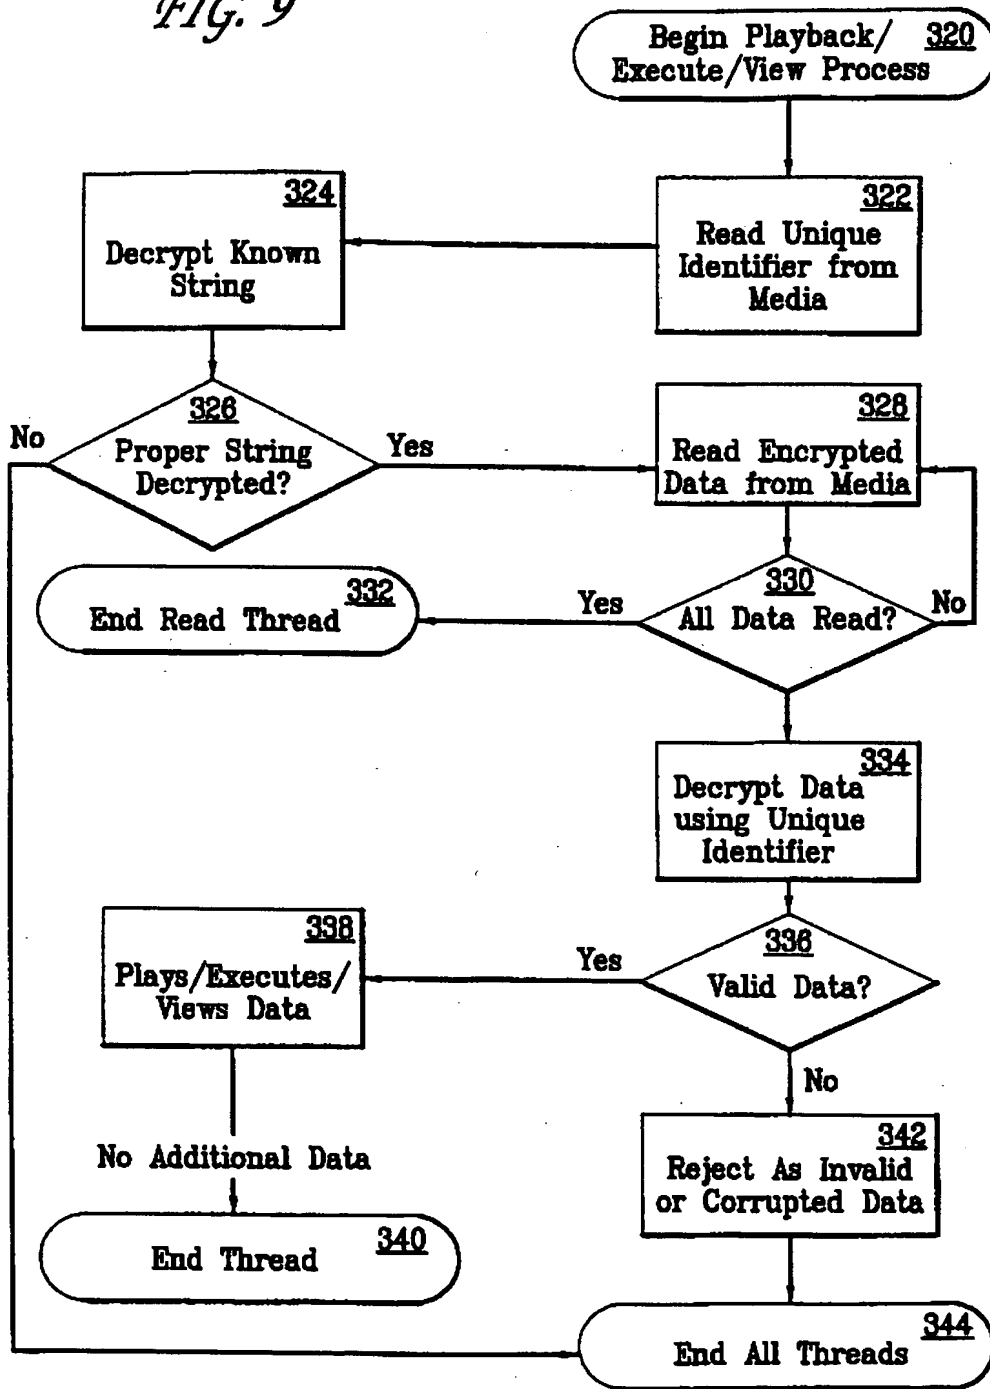 FIG. 9
Begin Playback/ 320
Execute/View Process
322
Read Unique
Identifier from
Media
324
Decrypt Known
String
326
Proper String
Decrypted?
No
Yes
328
Read Encrypted
Data from Media
330
All Data Read?
Yes
No
332
End Read Thread
334
Decrypt Data
using Unique
Identifier
336
Valid Data?
Yes
No
338
Plays/Executes/
Views Data
No Additional Data
340
End Thread
342
Reject As Invalid
or Corrupted Data
344
End All Threads